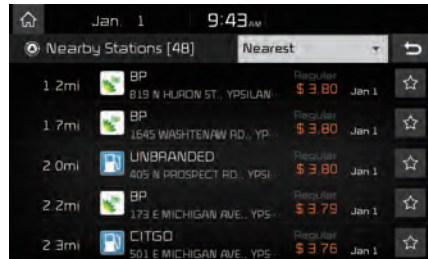 Jan. 1 9:43AM
Nearby Stations [48] Nearest
1.2mi BP Regular
819 N HURON ST., YPSILAN··· $ 3.80 Jan 1
1.7mi BP Regular
1645 WASHTENAW RD., YP··· $ 3.80 Jan 1
2.0mi UNBRANDED Regular
405 N PROSPECT RD., YPSI··· $ 3.80 Jan 1
2.2mi BP Regular
173 E MICHIGAN AVE., YPS··· $ 3.79 Jan 1
2.3mi CITGO Regular
501 E MICHIGAN AVE., YPS··· $ 3.76 Jan 1